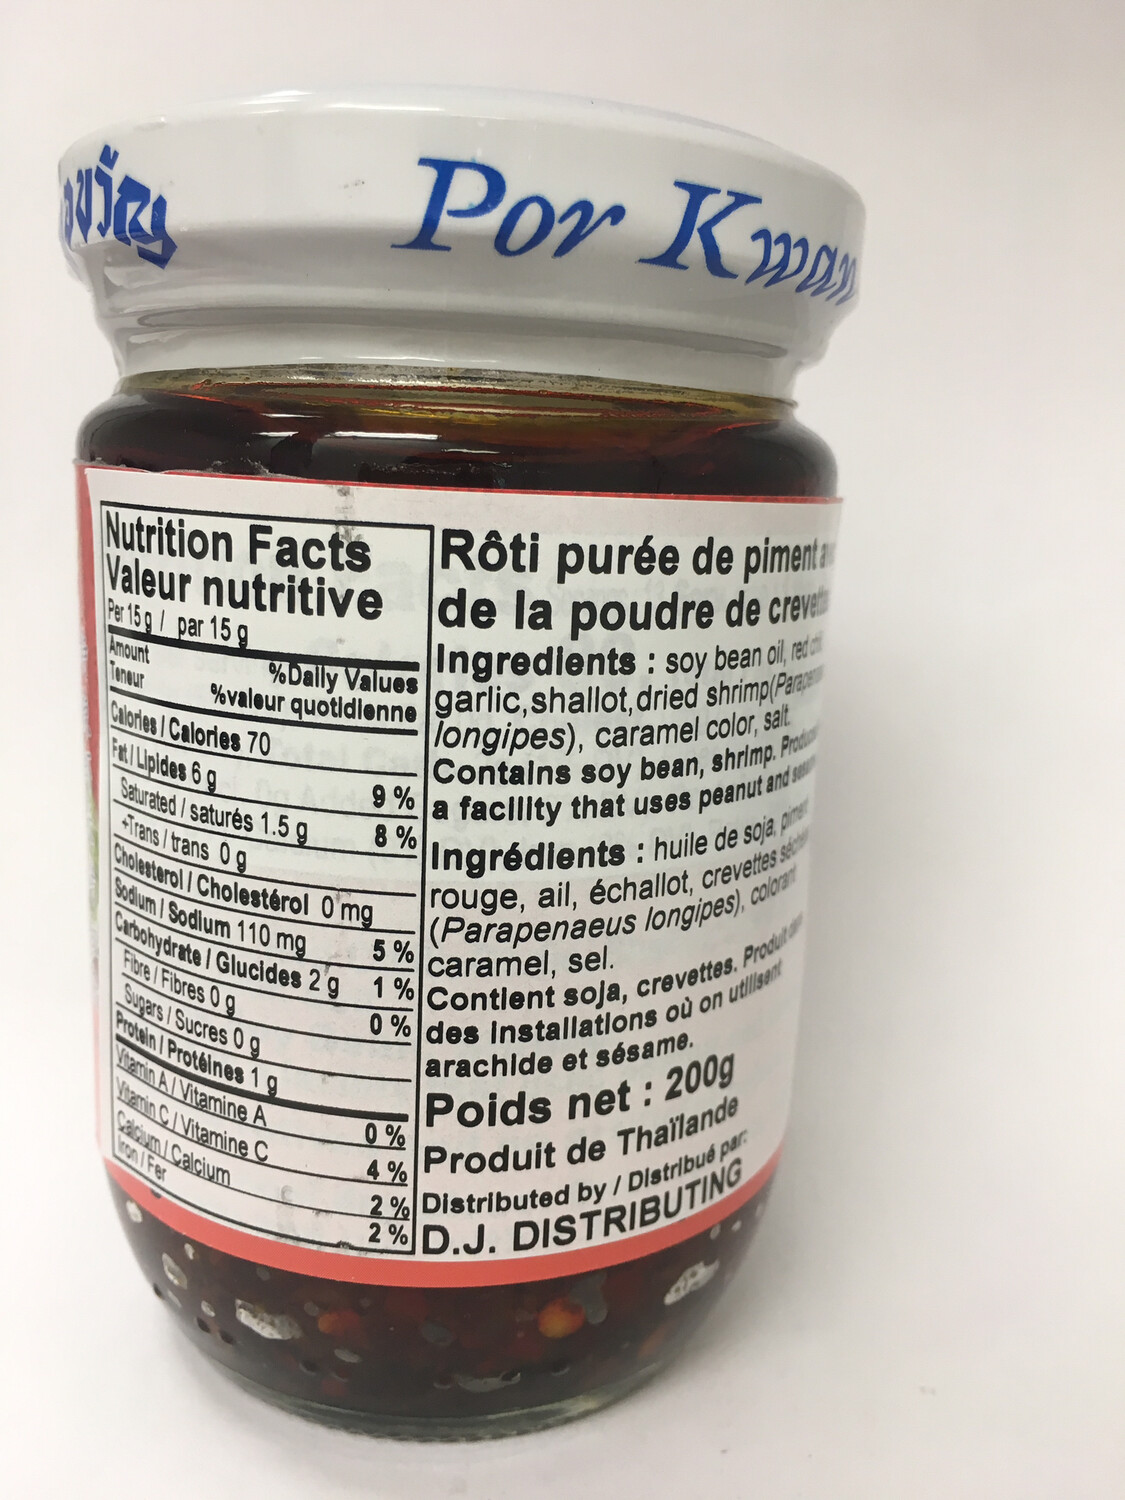 Por Kwan
Nutrition Facts
Valeur nutritive
Per 15 g / par 15 g
Amount
Teneur
% Daily Values
% valeur quotidienne
Calories / Calories 70
Fat / Lipides 6 g 9 %
Saturated / saturés 1.5 g 8 %
+Trans / trans 0 g
Cholesterol / Cholestérol 0 mg
Sodium / Sodium 110 mg 5 %
Carbohydrate / Glucides 2 g 1 %
Fibre / Fibres 0 g 0 %
Sugars / Sucres 0 g
Protein / Protéines 1 g
Vitamin A / Vitamine A 0 %
Vitamin C / Vitamine C 4 %
Calcium / Calcium 2 %
Iron / Fer 2 %
Rôti purée de piment
de la poudre de
Ingredients : soy bean oil, red
garlic,shallot,dried shrimp
longipes), caramel color, salt.
Contains soy bean, shrimp.
a facility that uses peanut and
Ingrédients : huile de soja, piment
rouge, ail, échallot, crevettes
(Parapenaeus longipes), colorant
caramel, sel.
Contient soja, crevettes. Produit
des installations où on utilisent
arachide et sésame.
Poids net : 200g
Produit de Thaïlande
Distributed by / Distribué par:
D.J. DISTRIBUTING